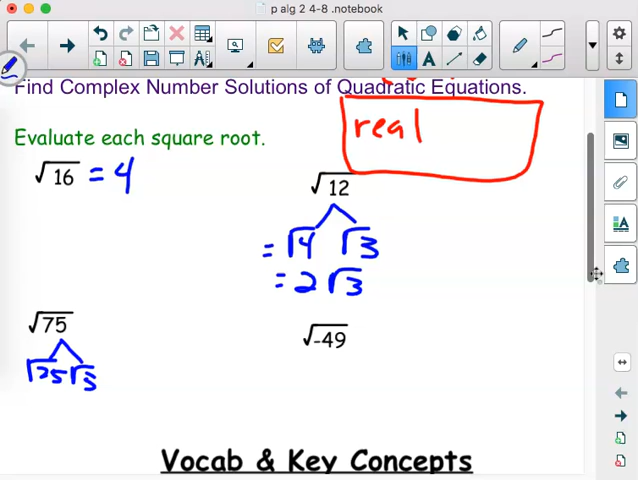 p alg 2 4-8 .notebook
Find Complex Number Solutions of Quadratic Equations.
real
Evaluate each square root.
√16 = 4
√12
= √4 √3
= 2√3
√75
√25 √3
√-49
Vocab & Key Concepts